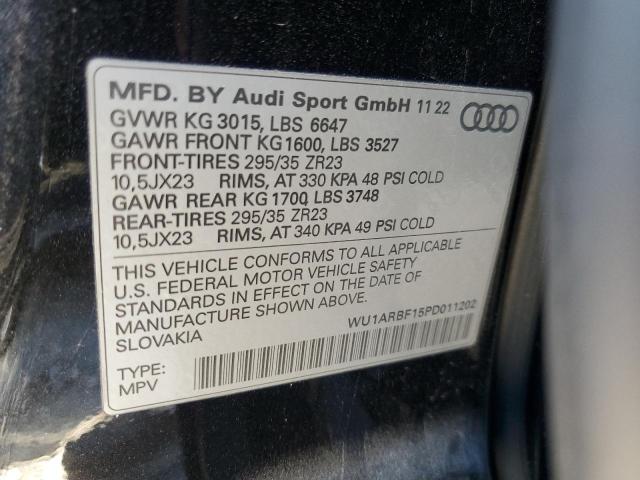 MFD. BY Audi Sport GmbH 11 22
GVWR KG 3015, LBS 6647
GAWR FRONT KG 1600, LBS 3527
FRONT-TIRES 295/35 ZR23
10,5JX23 RIMS, AT 330 KPA 48 PSI COLD
GAWR REAR KG 1700, LBS 3748
REAR-TIRES 295/35 ZR23
10,5JX23 RIMS, AT 340 KPA 49 PSI COLD
THIS VEHICLE CONFORMS TO ALL APPLICABLE
U.S. FEDERAL MOTOR VEHICLE SAFETY
STANDARDS IN EFFECT ON THE DATE OF
MANUFACTURE SHOWN ABOVE.
SLOVAKIA
WU1ARBF15PD011202
TYPE:
MPV